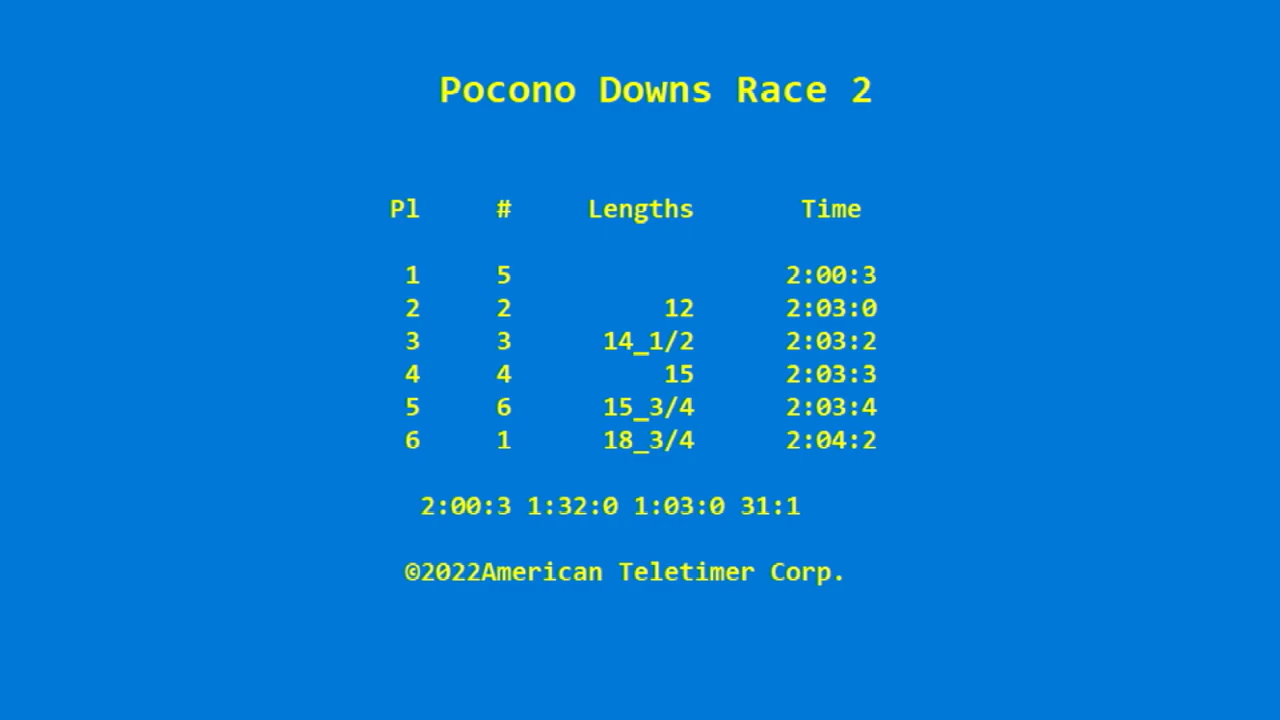 Pocono Downs Race 2
Pl # Lengths Time
1 5 2:00:3
2 2 12 2:03:0
3 3 14_1/2 2:03:2
4 4 15 2:03:3
5 6 15_3/4 2:03:4
6 1 18_3/4 2:04:2
2:00:3 1:32:0 1:03:0 31:1
©2022American Teletimer Corp.